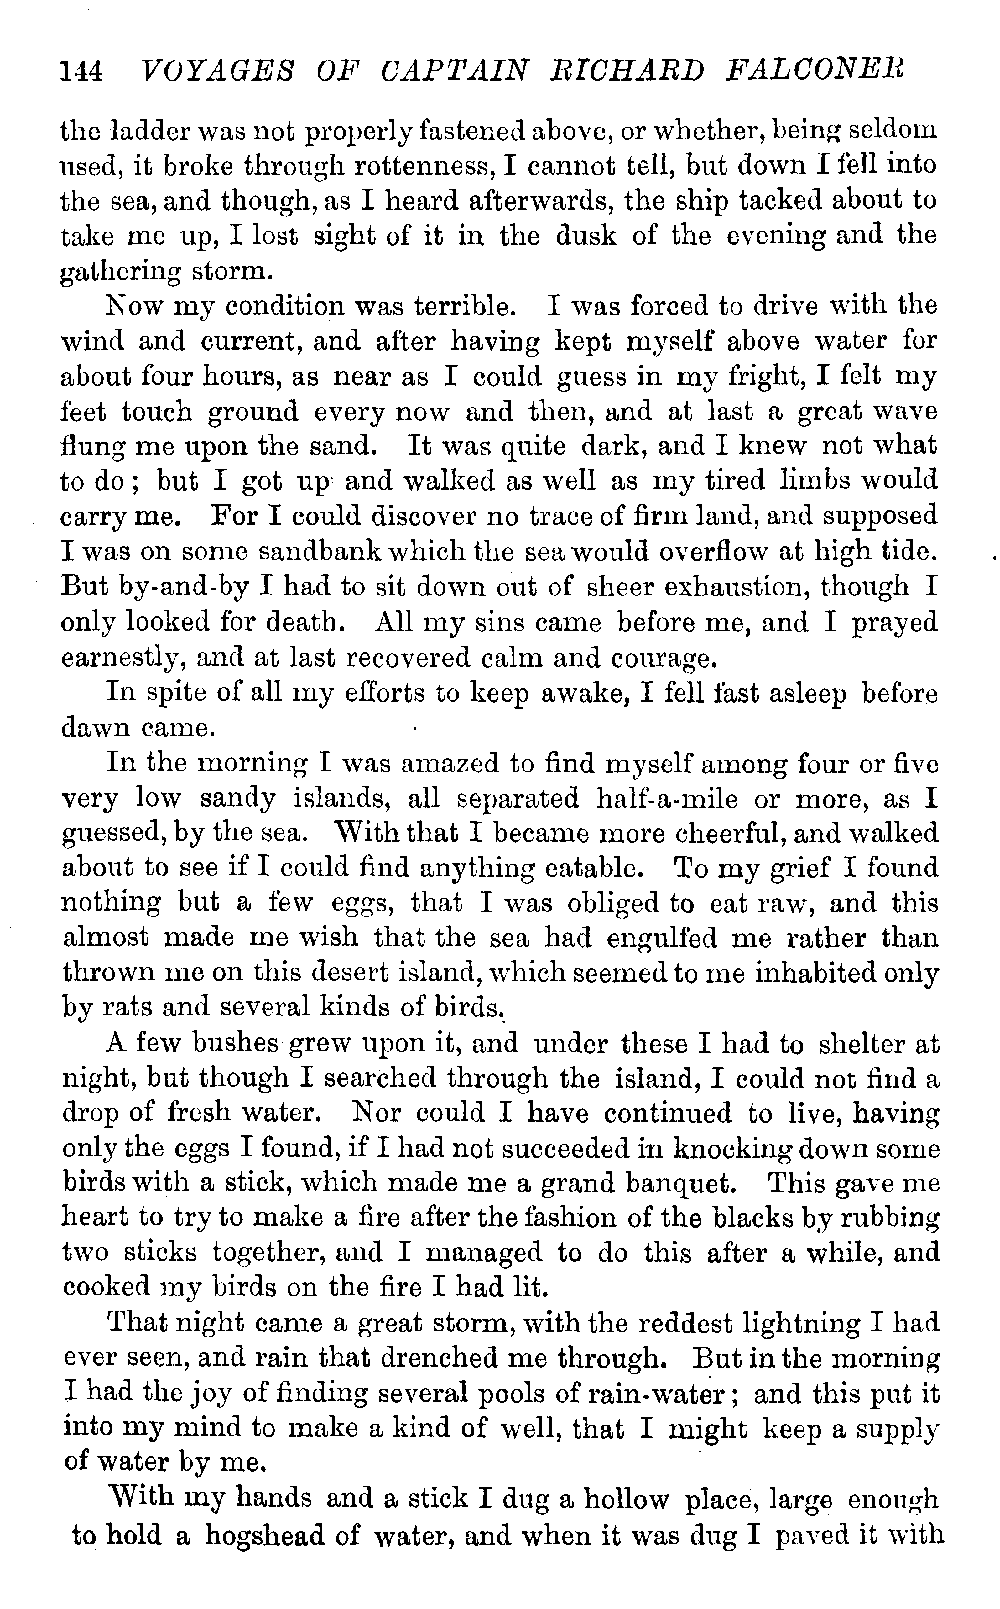 144 VOYAGES OF CAPTAIN RICHARD FALCONER
the ladder was not properly fastened above, or whether, being seldom
used, it broke through rottenness, I cannot tell, but down I fell into
the sea, and though, as I heard afterwards, the ship tacked about to
take me up, I lost sight of it in the dusk of the evening and the
gathering storm.
Now my condition was terrible. I was forced to drive with the
wind and current, and after having kept myself above water for
about four hours, as near as I could guess in my fright, I felt my
feet touch ground every now and then, and at last a great wave
flung me upon the sand. It was quite dark, and I knew not what
to do; but I got up and walked as well as my tired limbs would
carry me. For I could discover no trace of firm land, and supposed
I was on some sandbank which the sea would overflow at high tide.
But by-and-by I had to sit down out of sheer exhaustion, though I
only looked for death. All my sins came before me, and I prayed
earnestly, and at last recovered calm and courage.
In spite of all my efforts to keep awake, I fell fast asleep before
dawn came.
In the morning I was amazed to find myself among four or five
very low sandy islands, all separated half-a-mile or more, as I
guessed, by the sea. With that I became more cheerful, and walked
about to see if I could find anything eatable. To my grief I found
nothing but a few eggs, that I was obliged to eat raw, and this
almost made me wish that the sea had engulfed me rather than
thrown me on this desert island, which seemed to me inhabited only
by rats and several kinds of birds.
A few bushes grew upon it, and under these I had to shelter at
night, but though I searched through the island, I could not find a
drop of fresh water. Nor could I have continued to live, having
only the eggs I found, if I had not succeeded in knocking down some
birds with a stick, which made me a grand banquet. This gave me
heart to try to make a fire after the fashion of the blacks by rubbing
two sticks together, and I managed to do this after a while, and
cooked my birds on the fire I had lit.
That night came a great storm, with the reddest lightning I had
ever seen, and rain that drenched me through. But in the morning
I had the joy of finding several pools of rain-water; and this put it
into my mind to make a kind of well, that I might keep a supply
of water by me.
With my hands and a stick I dug a hollow place, large enough
to hold a hogshead of water, and when it was dug I paved it with